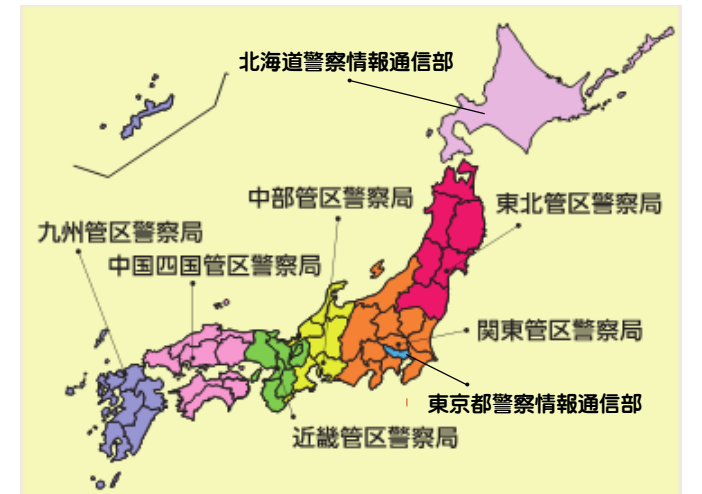 北海道警察情報通信部
中部管区警察局
東北管区警察局
九州管区警察局
中国四国管区警察局
関東管区警察局
東京都警察情報通信部
近畿管区警察局